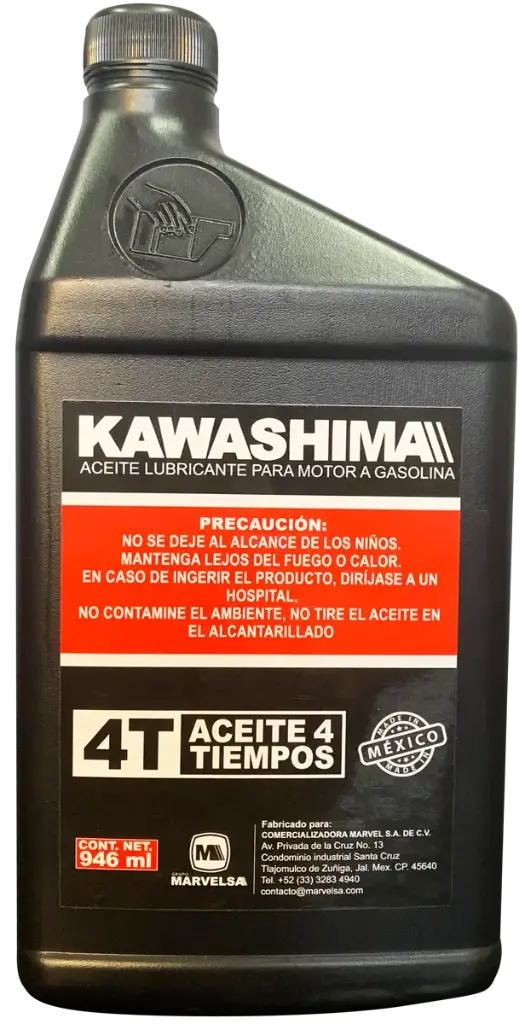 KAWASHIMA
ACEITE LUBRICANTE PARA MOTOR A GASOLINA
PRECAUCIÓN:
NO SE DEJE AL ALCANCE DE LOS NIÑOS.
MANTENGA LEJOS DEL FUEGO O CALOR.
EN CASO DE INGERIR EL PRODUCTO, DIRÍJASE A UN
HOSPITAL.
NO CONTAMINE EL AMBIENTE, NO TIRE EL ACEITE EN
EL ALCANTARILLADO
4T
ACEITE 4
TIEMPOS
MADE IN
MÉXICO
MADE IN
CONT. NET.
946 ml
GRUPO
MARVELSA
Fabricado para:
COMERCIALIZADORA MARVEL S.A. DE C.V.
Av. Privada de la Cruz No. 13
Condominio industrial Santa Cruz
Tlajomulco de Zuñiga, Jal. Mex. CP. 45640
Tel. +52 (33) 3283 4940
contacto@marvelsa.com